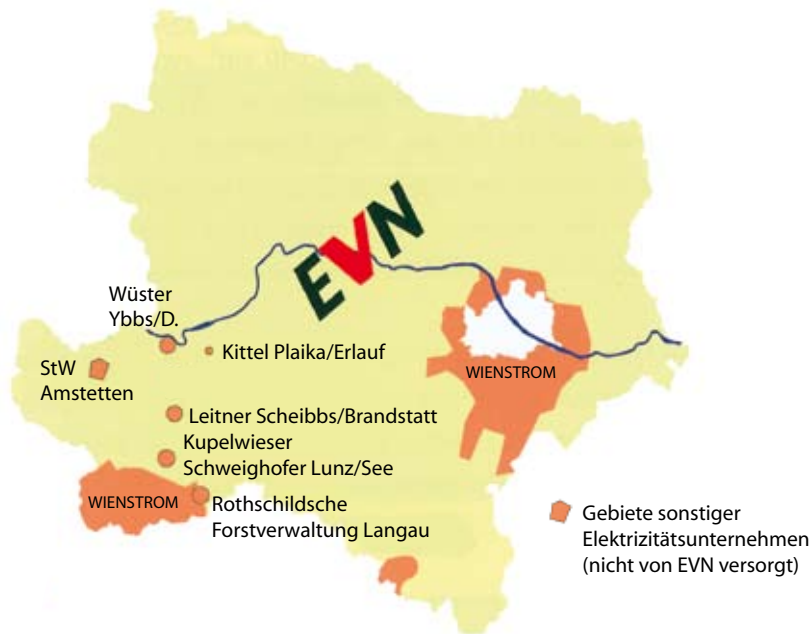 EVN
Wüster
Ybbs/D.
Kittel Plaika/Erlauf
StW
Amstetten
WIENSTROM
Leitner Scheibbs/Brandstatt
Kupelwieser
Schweighofer Lunz/See
WIENSTROM
Rothschildsche
Forstverwaltung Langau
Gebiete sonstiger
Elektrizitätsunternehmen
(nicht von EVN versorgt)